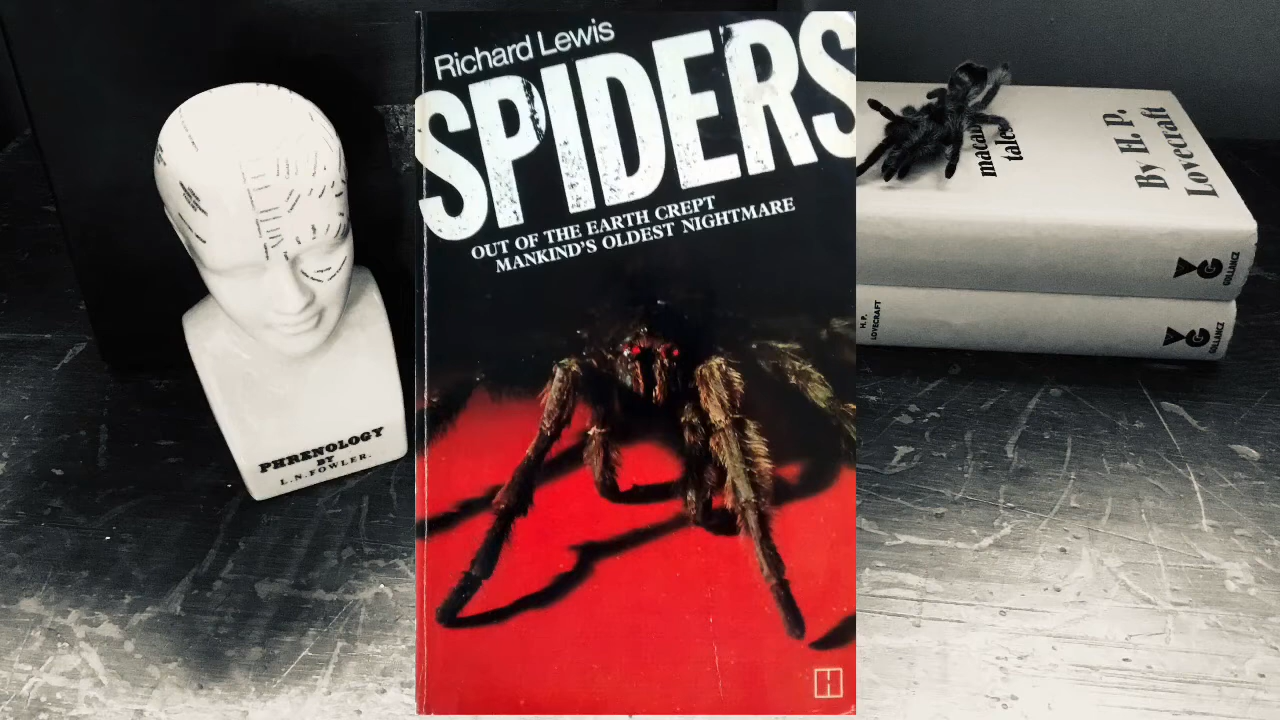 Richard Lewis
SPIDERS
OUT OF THE EARTH CREPT
MANKIND'S OLDEST NIGHTMARE
H
PHRENOLOGY
BY
L.N.FOWLER.
tales
By H. P.
Lovecraft
VG
GOLLANCZ
H. P.
LOVECRAFT
VG
GOLLANCZ